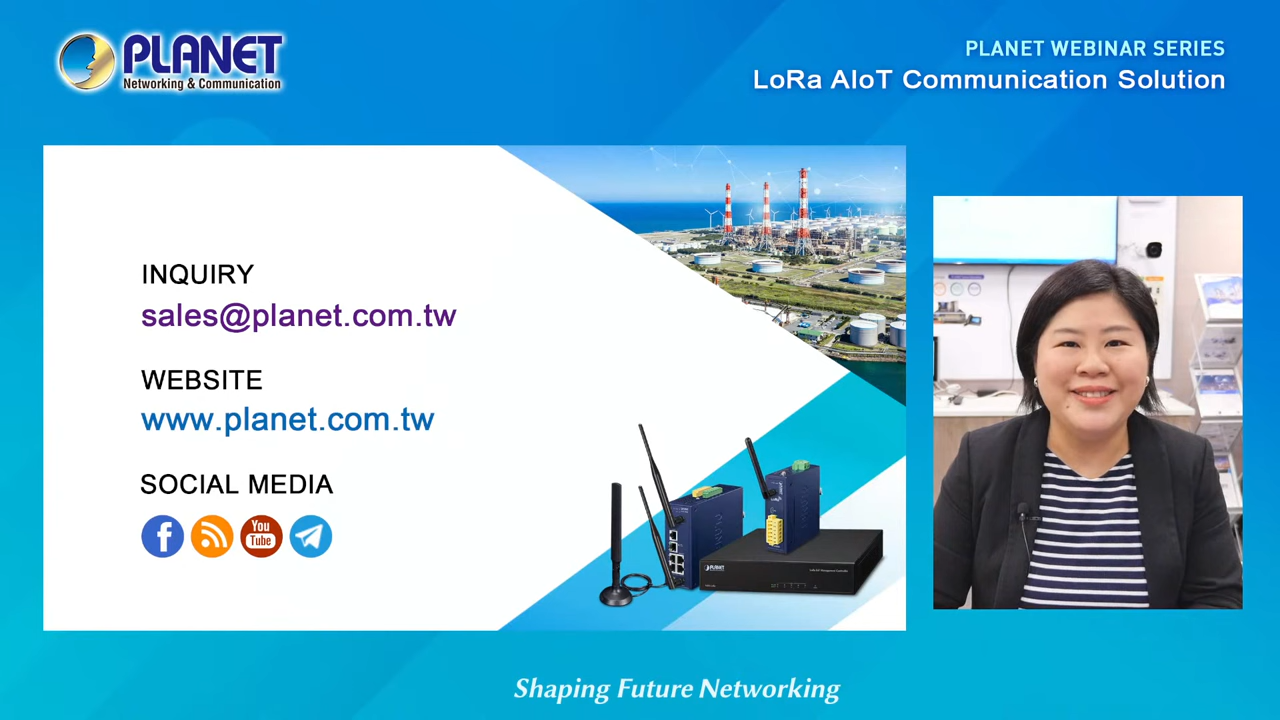 PLANET
Networking & Communication
PLANET WEBINAR SERIES
LoRa AIoT Communication Solution
INQUIRY
sales@planet.com.tw
WEBSITE
www.planet.com.tw
SOCIAL MEDIA
You
Tube
PLANET
Shaping Future Networking